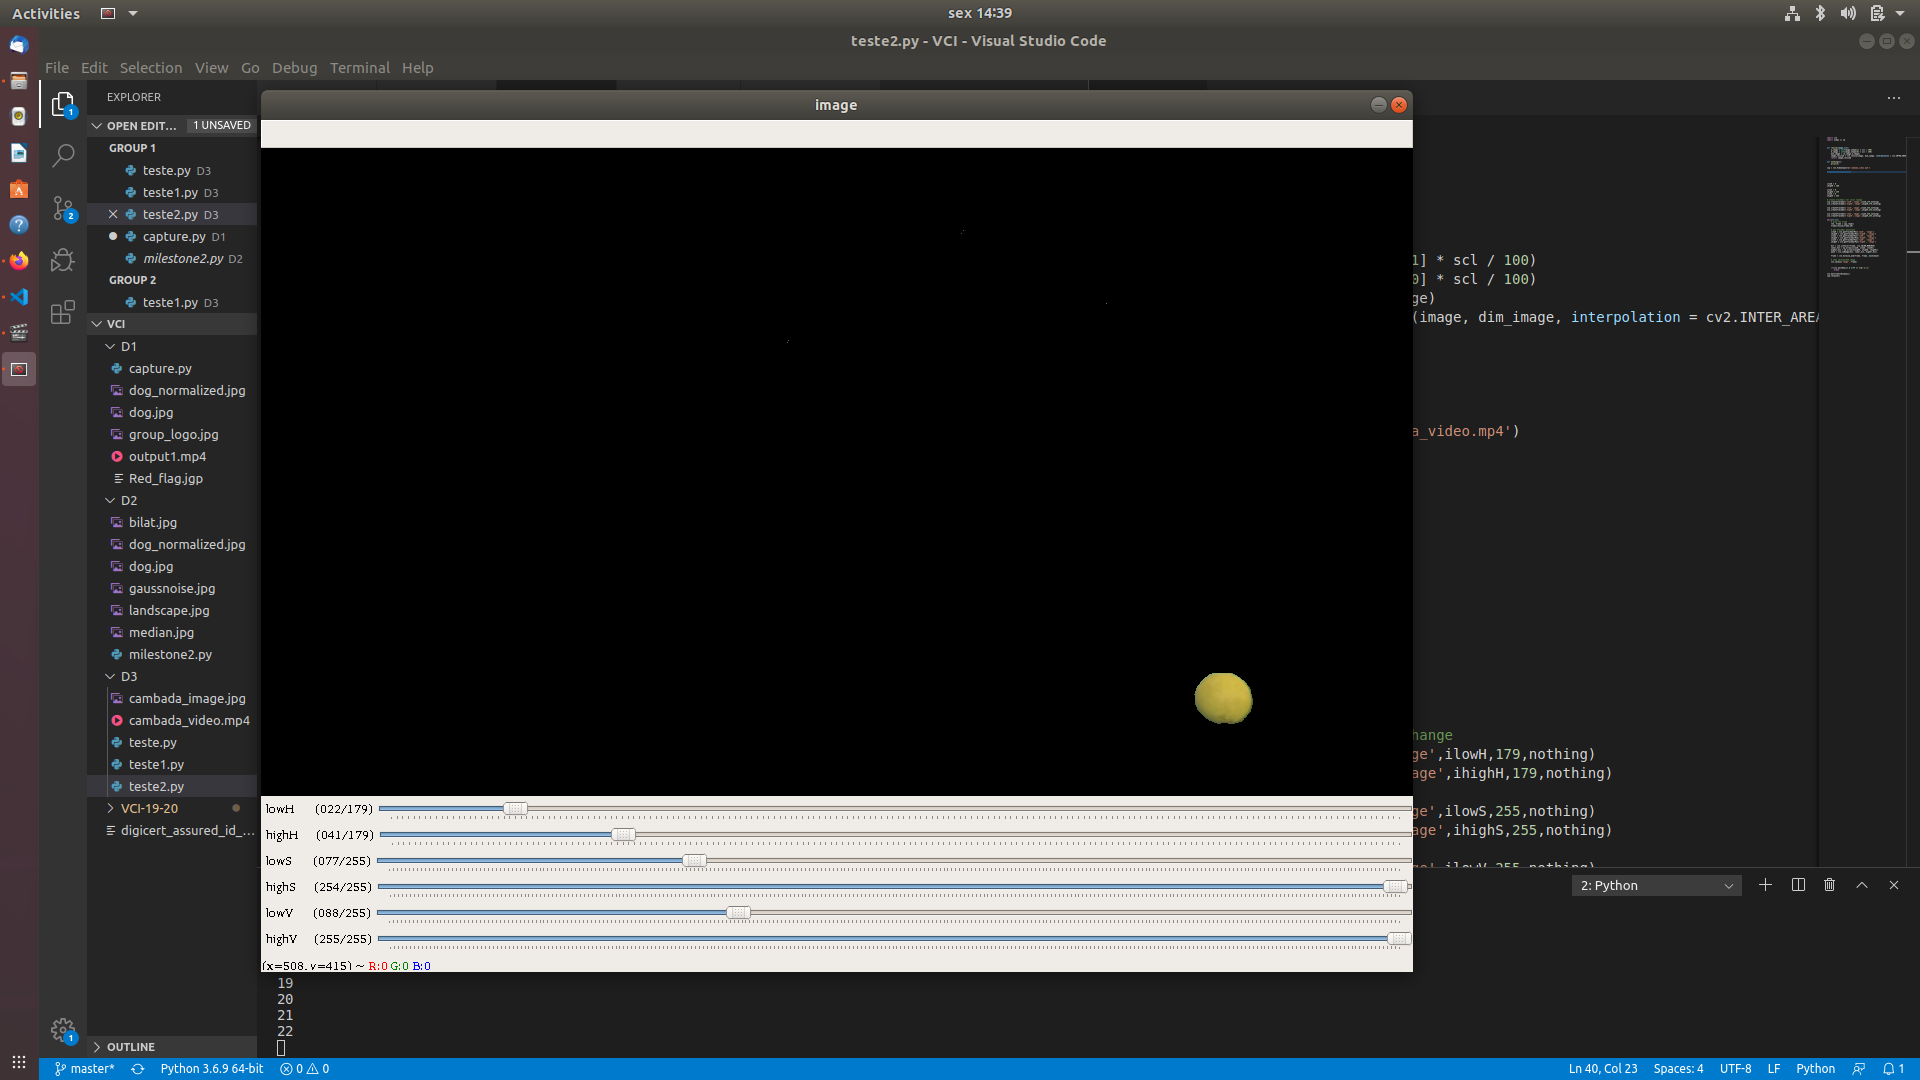 Activities
sex 14:39
teste2.py - VCI - Visual Studio Code
File Edit Selection View Go Debug Terminal Help
EXPLORER
OPEN EDIT... 1 UNSAVED
GROUP 1
teste.py D3
teste1.py D3
teste2.py D3
capture.py D1
milestone2.py D2
GROUP 2
teste1.py D3
VCI
D1
capture.py
dog_normalized.jpg
dog.jpg
group_logo.jpg
output1.mp4
Red_flag.jgp
D2
bilat.jpg
dog_normalized.jpg
dog.jpg
gaussnoise.jpg
landscape.jpg
median.jpg
milestone2.py
D3
cambada_image.jpg
cambada_video.mp4
teste.py
teste1.py
teste2.py
VCI-19-20
digicert_assured_id_...
OUTLINE
1
2
1
image
1] * scl / 100)
0] * scl / 100)
ge)
(image, dim_image, interpolation = cv2.INTER_AREA
a_video.mp4')
hange
ge',ilowH,179,nothing)
age',ihighH,179,nothing)
ge',ilowS,255,nothing)
age',ihighS,255,nothing)
ge',ilowV,255,nothing)
lowH (022/179)
highH (041/179)
lowS (077/255)
highS (254/255)
lowV (088/255)
highV (255/255)
(x=508, y=415) ~ R:0 G:0 B:0
2: Python
19
20
21
22
master* Python 3.6.9 64-bit 0 0
Ln 40, Col 23 Spaces: 4 UTF-8 LF Python 1